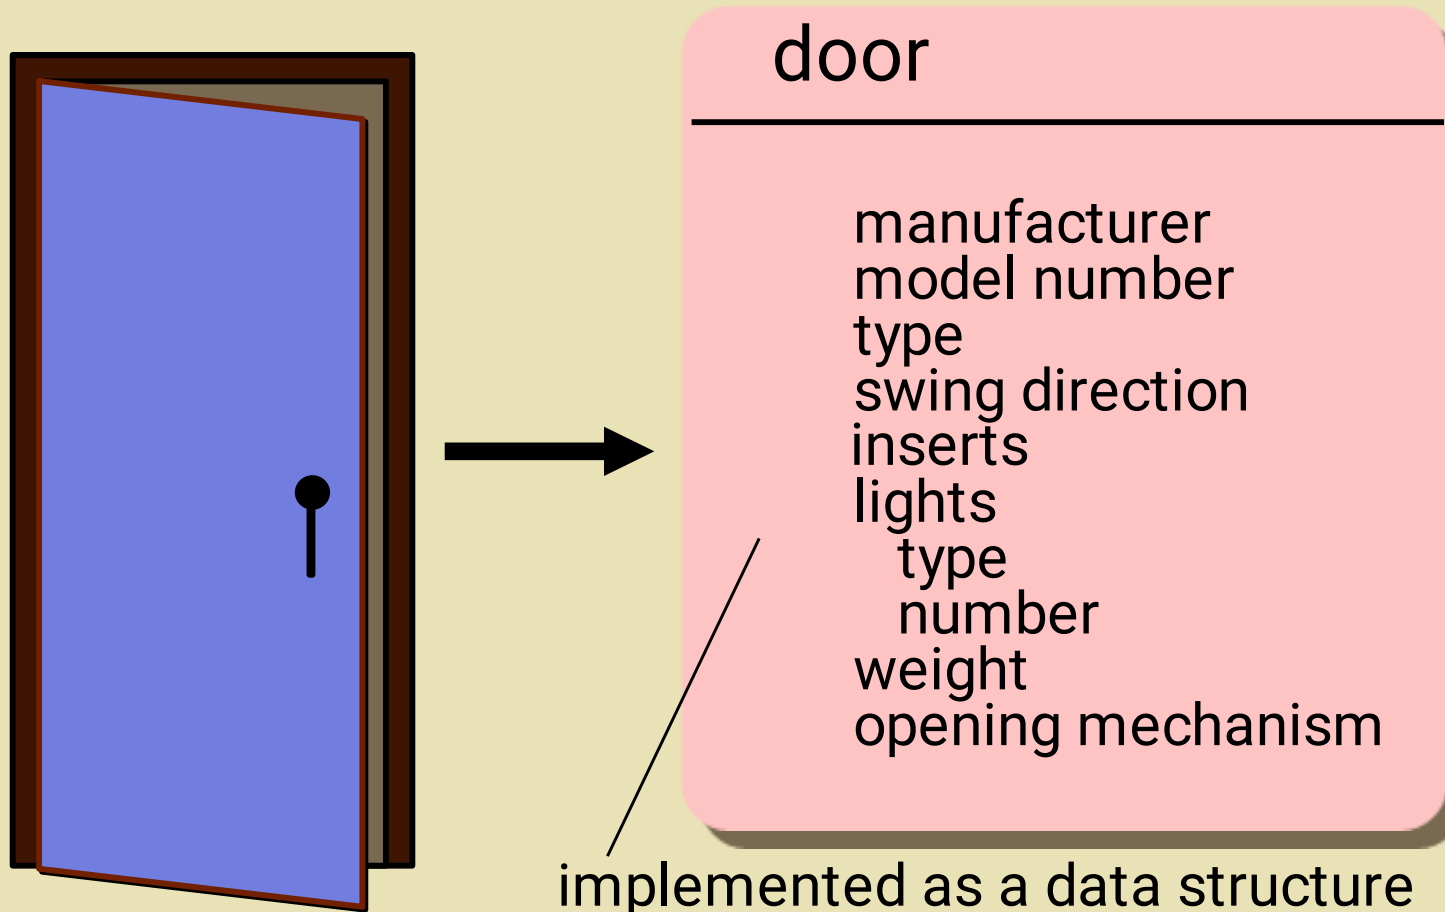 door
manufacturer
model number
type
swing direction
inserts
lights
type
number
weight
opening mechanism
implemented as a data structure